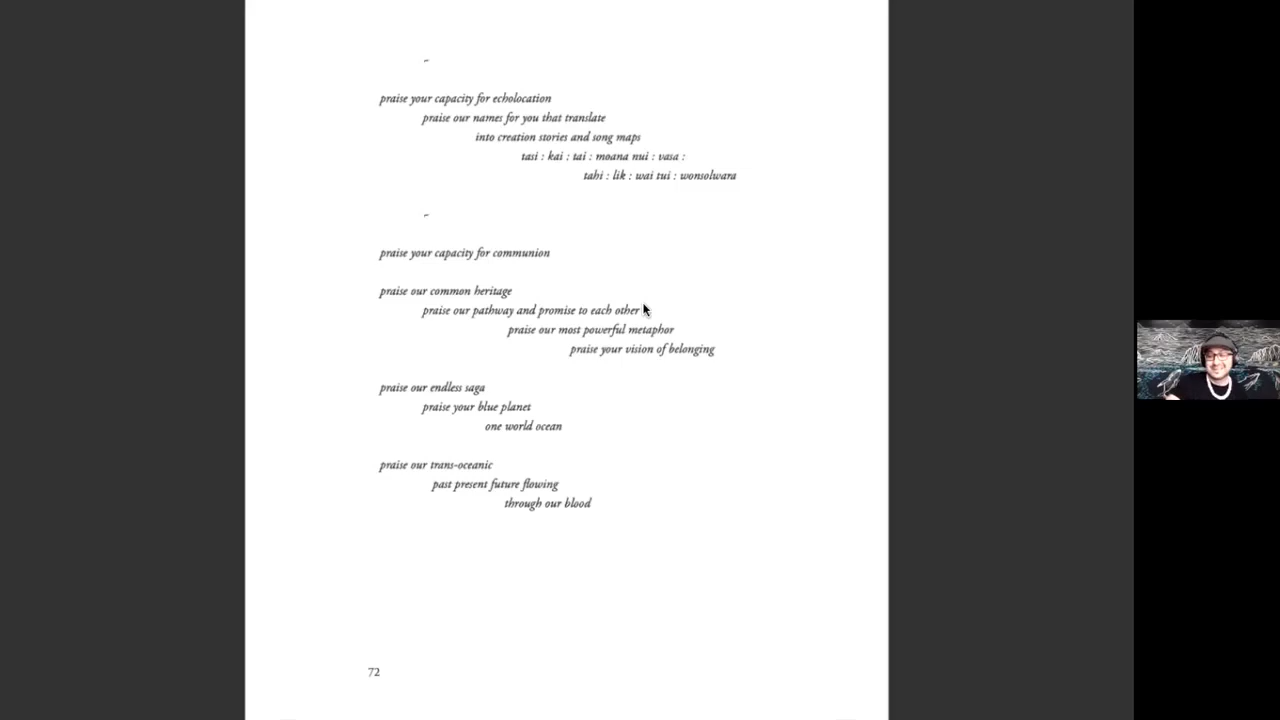 ~
praise your capacity for echolocation
praise our names for you that translate
into creation stories and song maps
tasi : kai : tai : moana nui : vasa :
tahi : lik : wai tui : wonsolwara
~
praise your capacity for communion
praise our common heritage
praise our pathway and promise to each other
praise our most powerful metaphor
praise your vision of belonging
praise our endless saga
praise your blue planet
one world ocean
praise our trans-oceanic
past present future flowing
through our blood
72